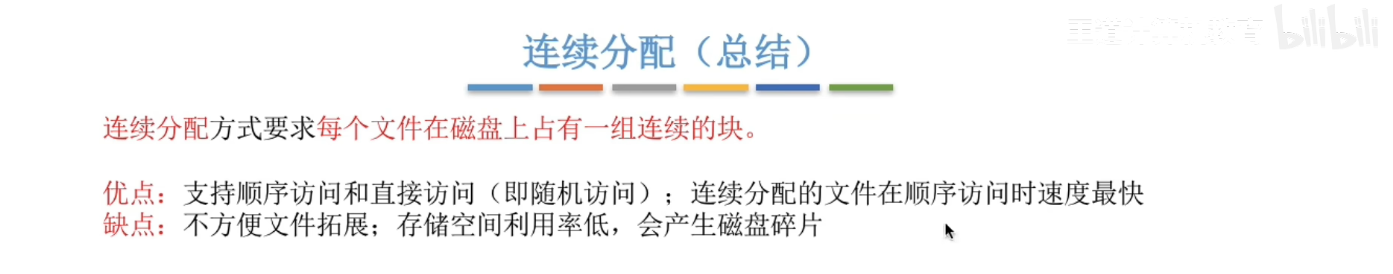 王道计算机教育 bilibili
连续分配（总结）
连续分配方式要求每个文件在磁盘上占有一组连续的块。
优点：支持顺序访问和直接访问（即随机访问）；连续分配的文件在顺序访问时速度最快
缺点：不方便文件拓展；存储空间利用率低，会产生磁盘碎片